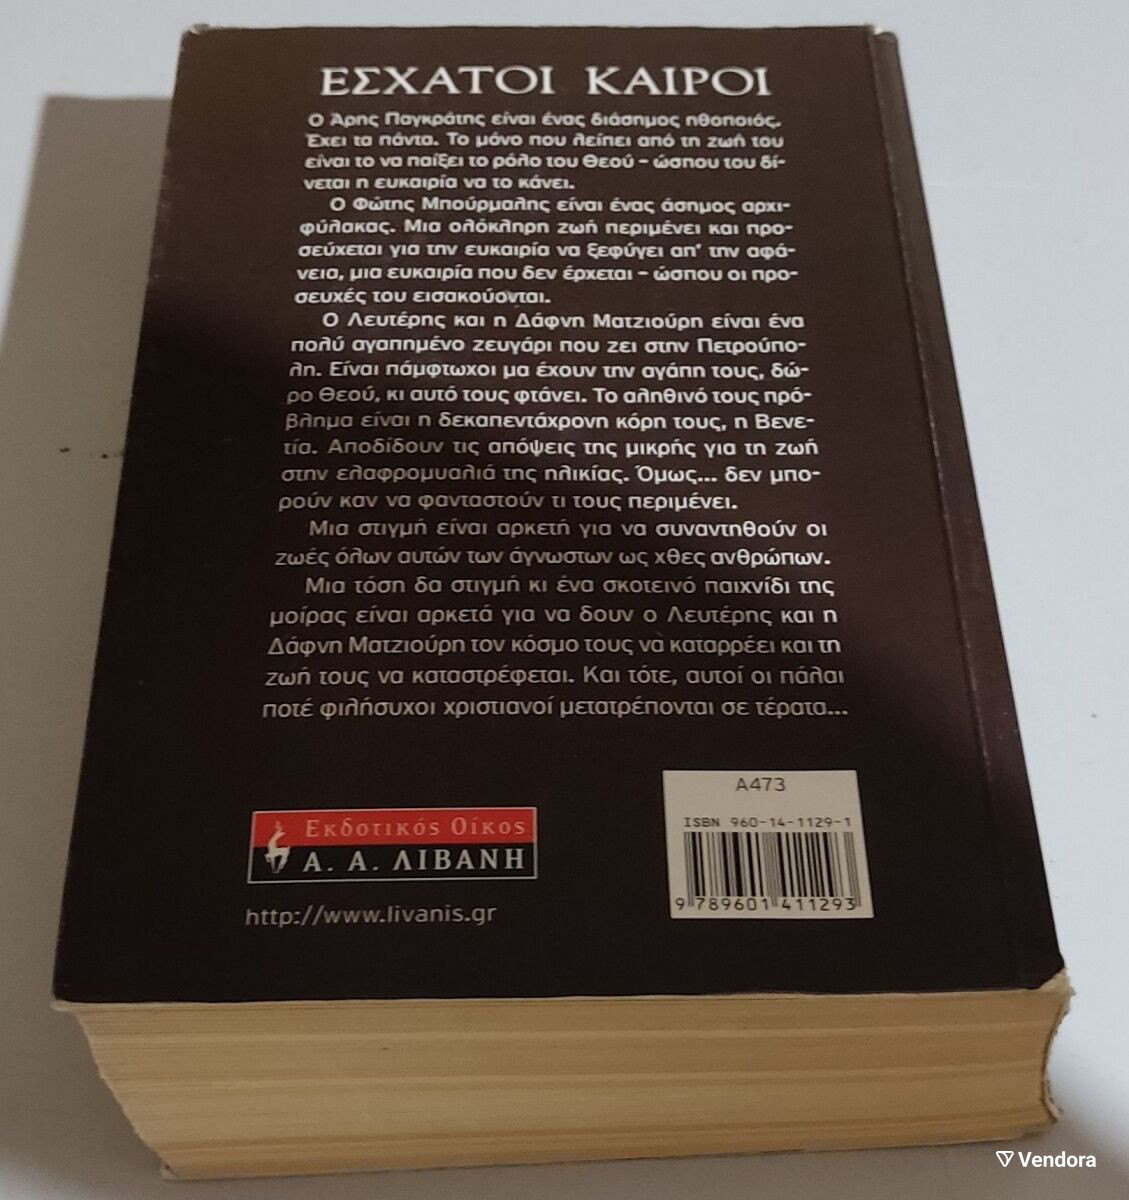 ΕΣΧΑΤΟΙ ΚΑΙΡΟΙ
Ο Άρης Παγκράτης είναι ένας διάσημος ηθοποιός.
Έχει τα πάντα. Το μόνο που λείπει από τη ζωή του
είναι το να παίξει το ρόλο του Θεού – ώσπου του δί-
νεται η ευκαιρία να το κάνει.
Ο Φώτης Μπούρμαλης είναι ένας άσημος αρχι-
φύλακας. Μια ολόκληρη ζωή περιμένει και προ-
σεύχεται για την ευκαιρία να ξεφύγει απ' την αφά-
νεια, μια ευκαιρία που δεν έρχεται – ώσπου οι προ-
σευχές του εισακούονται.
Ο Λευτέρης και η Δάφνη Ματζιούρη είναι ένα
πολύ αγαπημένο ζευγάρι που ζει στην Πετρούπο-
λη. Είναι πάμφτωχοι μα έχουν την αγάπη τους, δώ-
ρο Θεού, κι αυτό τους φτάνει. Το αληθινό τους πρό-
βλημα είναι η δεκαπεντάχρονη κόρη τους, η Βενε-
τία. Αποδίδουν τις απόψεις της μικρής για τη ζωή
στην ελαφρομυαλιά της ηλικίας. Όμως... δεν μπο-
ρούν καν να φανταστούν τι τους περιμένει.
Μια στιγμή είναι αρκετή για να συναντηθούν οι
ζωές όλων αυτών των άγνωστων ως χθες ανθρώπων.
Μια τόση δα στιγμή κι ένα σκοτεινό παιχνίδι της
μοίρας είναι αρκετά για να δουν ο Λευτέρης και η
Δάφνη Ματζιούρη τον κόσμο τους να καταρρέει και τη
ζωή τους να καταστρέφεται. Και τότε, αυτοί οι πάλαι
ποτέ φιλήσυχοι χριστιανοί μετατρέπονται σε τέρατα...
A473
ISBN 960-14-1129-1
9 789601 411293
Εκδοτικός Οίκος
Α. Α. ΛΙΒΑΝΗ
http://www.livanis.gr
Vendora